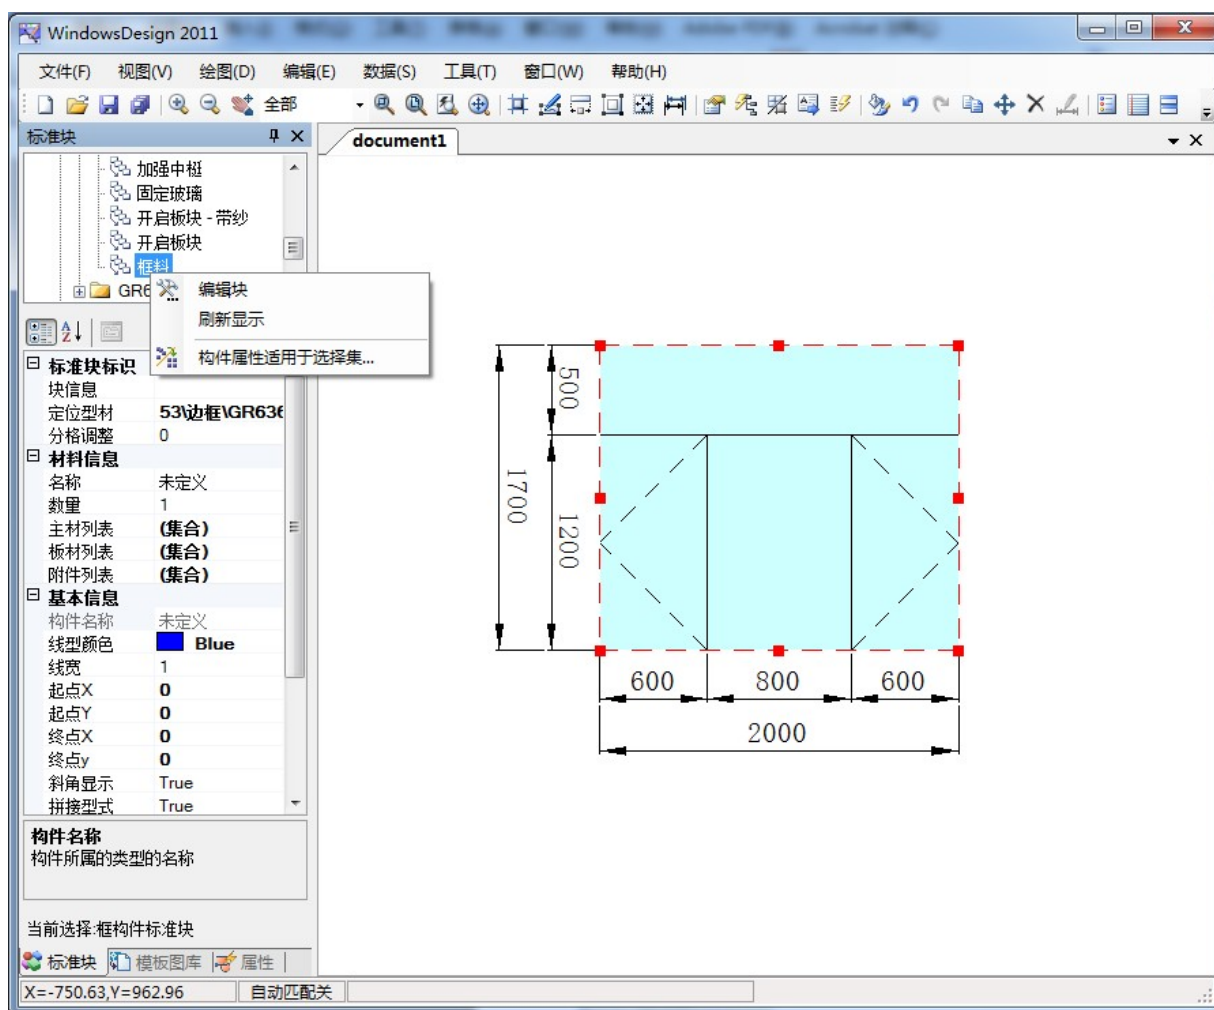 WindowsDesign 2011
文件(F) 视图(V) 绘图(D) 编辑(E) 数据(S) 工具(T) 窗口(W) 帮助(H)
全部
标准块
document1
加强中梃
固定玻璃
开启板块 - 带纱
开启板块
框料
GR6
编辑块
刷新显示
构件属性适用于选择集...
标准块标识
块信息
定位型材 53\边框\GR636
分格调整 0
材料信息
名称 未定义
数量 1
主材列表 (集合)
板材列表 (集合)
附件列表 (集合)
基本信息
构件名称 未定义
线型颜色 Blue
线宽 1
起点X 0
起点Y 0
终点X 0
终点y 0
斜角显示 True
拼接型式 True
构件名称
构件所属的类型的名称
当前选择:框构件标准块
标准块 模板图库 属性
500
1700
1200
600 800 600
2000
X=-750.63,Y=962.96 自动匹配关